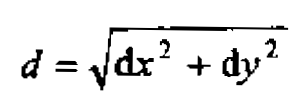 d = √dx² + dy²